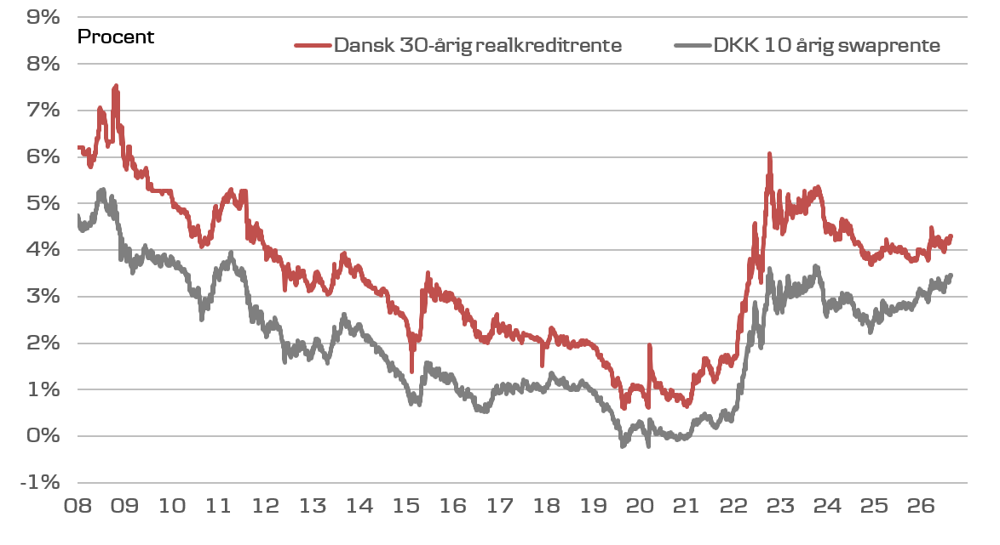 9%
Procent
Dansk 30-årig realkreditrente
DKK 10 årig swaprente
8%
7%
6%
5%
4%
3%
2%
1%
0%
-1%
08 09 10 11 12 13 14 15 16 17 18 19 20 21 22 23 24 25 26